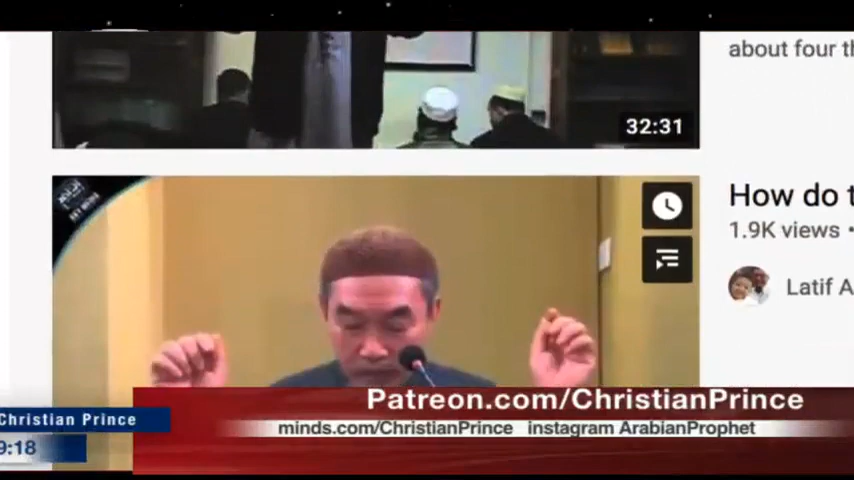 about four th
32:31
How do t
1.9K views •
Latif A
Patreon.com/ChristianPrince
Christian Prince
minds.com/ChristianPrince instagram ArabianProphet
9:18